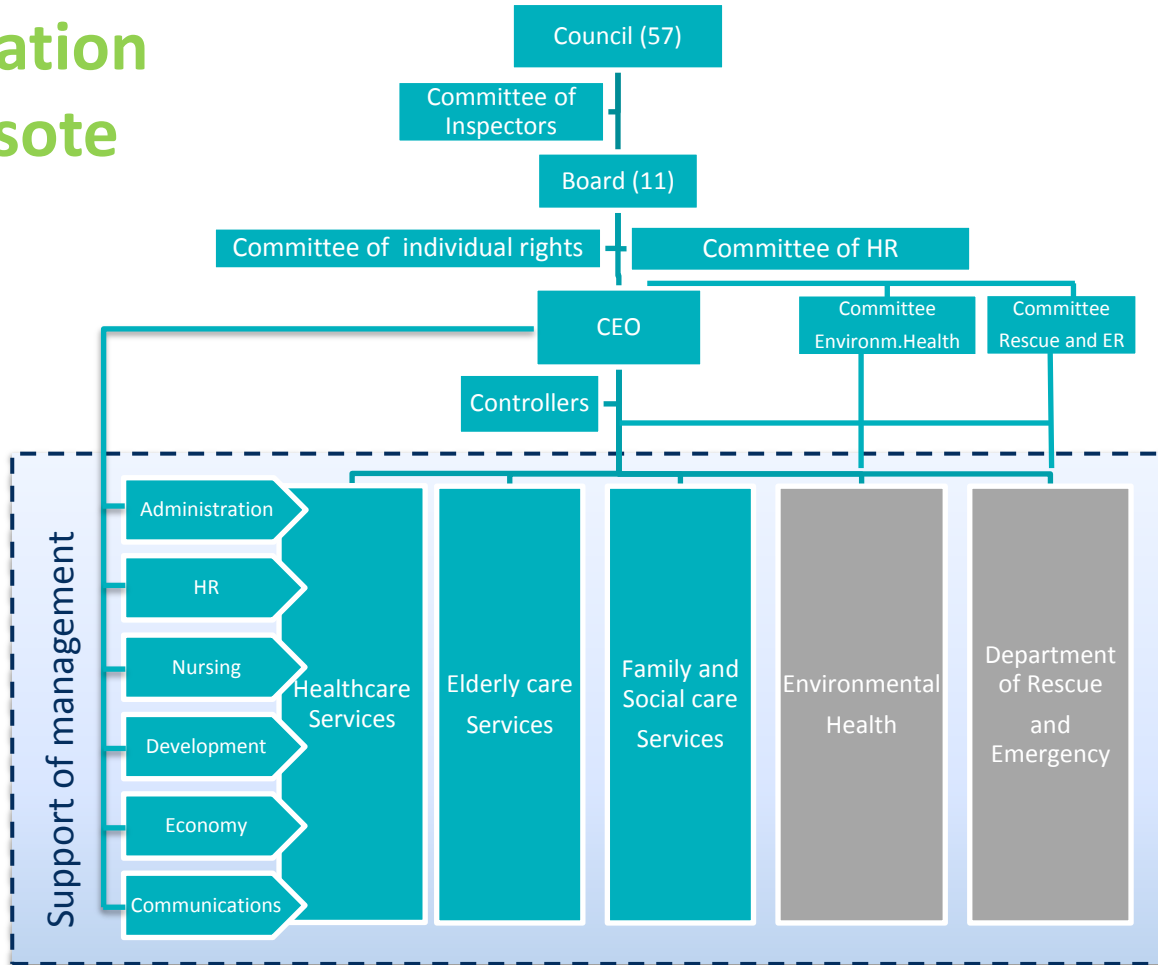 ation
sote
Council (57)
Committee of
Inspectors
Board (11)
Committee of individual rights
Committee of HR
CEO
Committee
Environm.Health
Committee
Rescue and ER
Controllers
Support of management
Administration
HR
Nursing
Development
Economy
Communications
Healthcare
Services
Elderly care
Services
Family and
Social care
Services
Environmental
Health
Department
of Rescue
and
Emergency